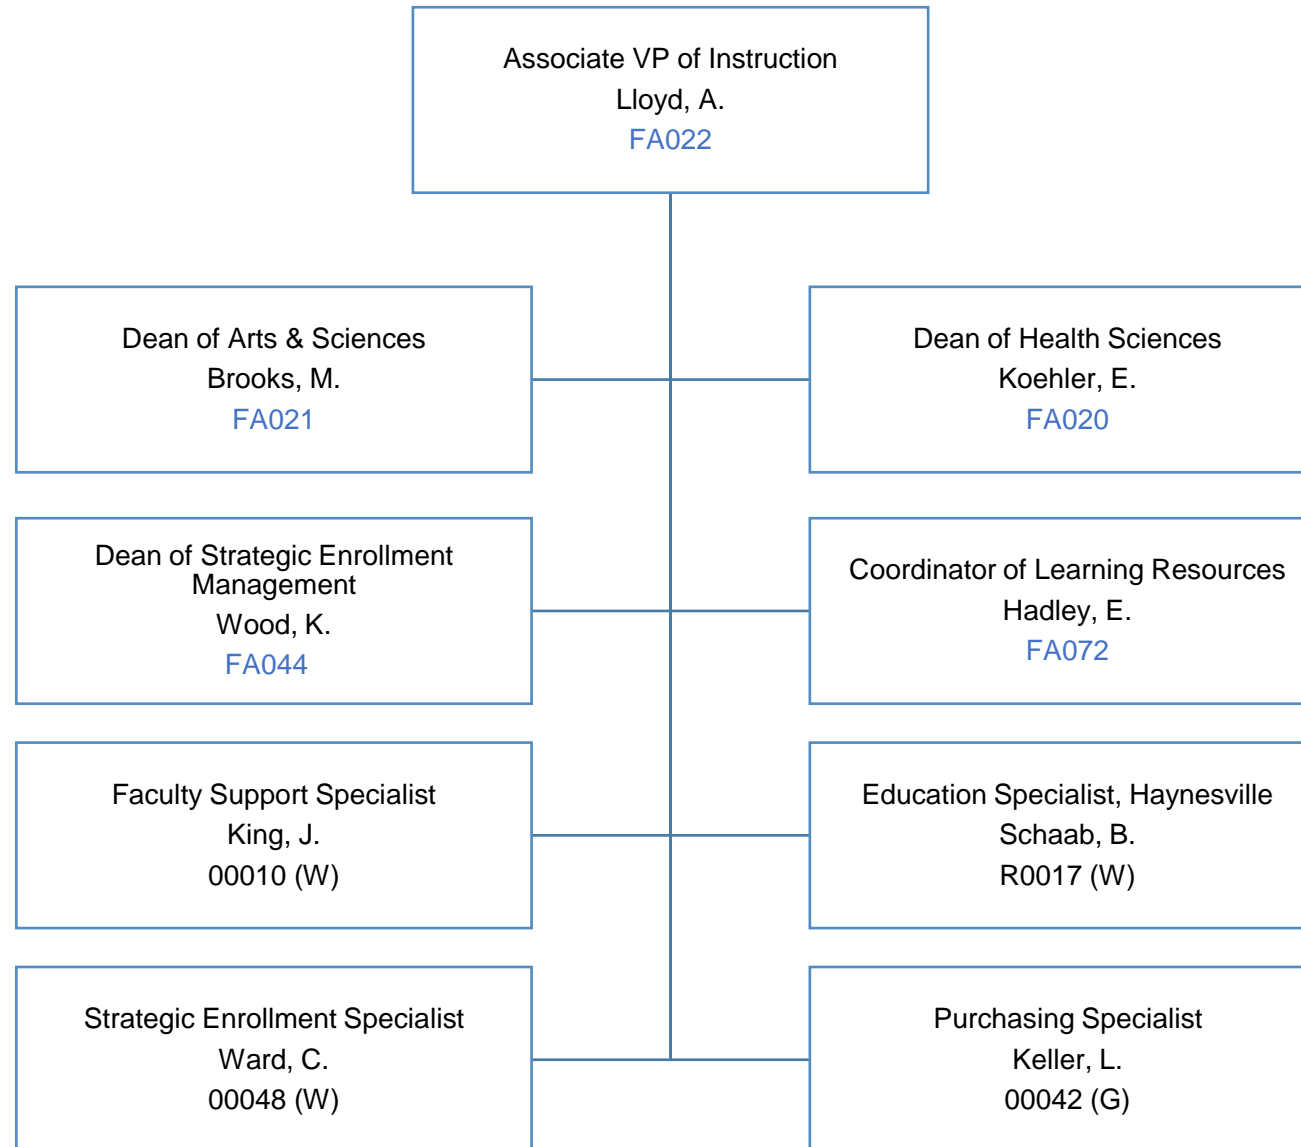 Associate VP of Instruction
Lloyd, A.
FA022
Dean of Arts & Sciences
Brooks, M.
FA021
Dean of Health Sciences
Koehler, E.
FA020
Dean of Strategic Enrollment
Management
Wood, K.
FA044
Coordinator of Learning Resources
Hadley, E.
FA072
Faculty Support Specialist
King, J.
00010 (W)
Education Specialist, Haynesville
Schaab, B.
R0017 (W)
Strategic Enrollment Specialist
Ward, C.
00048 (W)
Purchasing Specialist
Keller, L.
00042 (G)